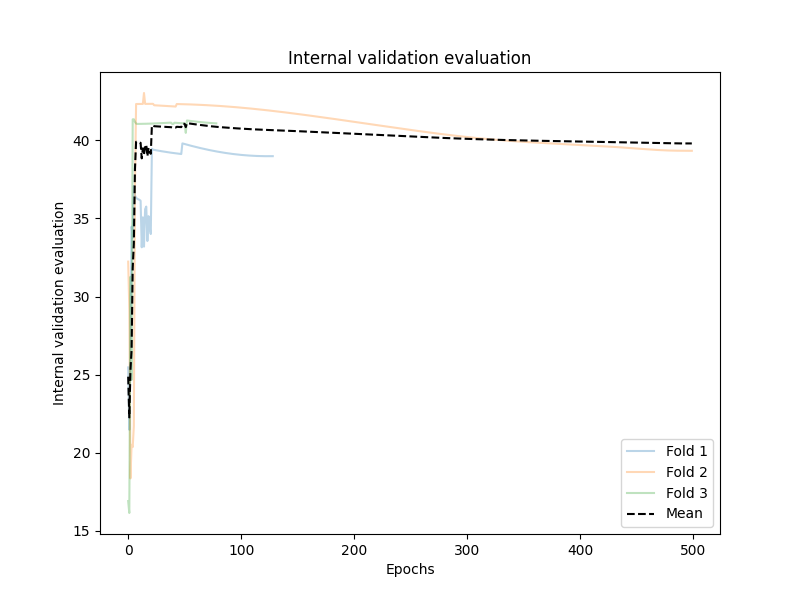 Internal validation evaluation
Internal validation evaluation
40
35
30
25
20
15
0
100
200
300
400
500
Epochs
Fold 1
Fold 2
Fold 3
Mean